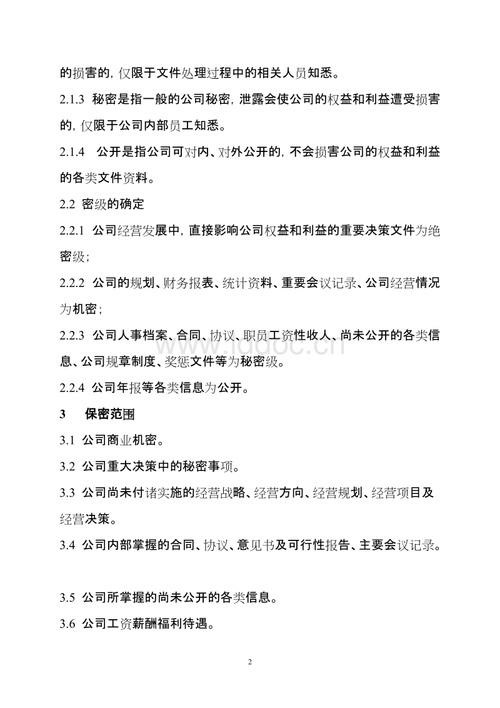 的损害的，仅限于文件处理过程中的相关人员知悉。
2.1.3 秘密是指一般的公司秘密，泄露会使公司的权益和利益遭受损害
的，仅限于公司内部员工知悉。
2.1.4 公开是指公司可对内、对外公开的，不会损害公司的权益和利益
的各类文件资料。
2.2 密级的确定
2.2.1 公司经营发展中，直接影响公司权益和利益的重要决策文件为绝
密级；
2.2.2 公司的规划、财务报表、统计资料、重要会议记录、公司经营情况
为机密；
2.2.3 公司人事档案、合同、协议、职员工资性收人、尚未公开的各类信
息、公司规章制度、奖惩文件等为秘密级。
2.2.4 公司年报等各类信息为公开。
3 保密范围
3.1 公司商业机密。
3.2 公司重大决策中的秘密事项。
3.3 公司尚未付诸实施的经营战略、经营方向、经营规划、经营项目及
经营决策。
3.4 公司内部掌握的合同、协议、意见书及可行性报告、主要会议记录。
3.5 公司所掌握的尚未公开的各类信息。
3.6 公司工资薪酬福利待遇。
2